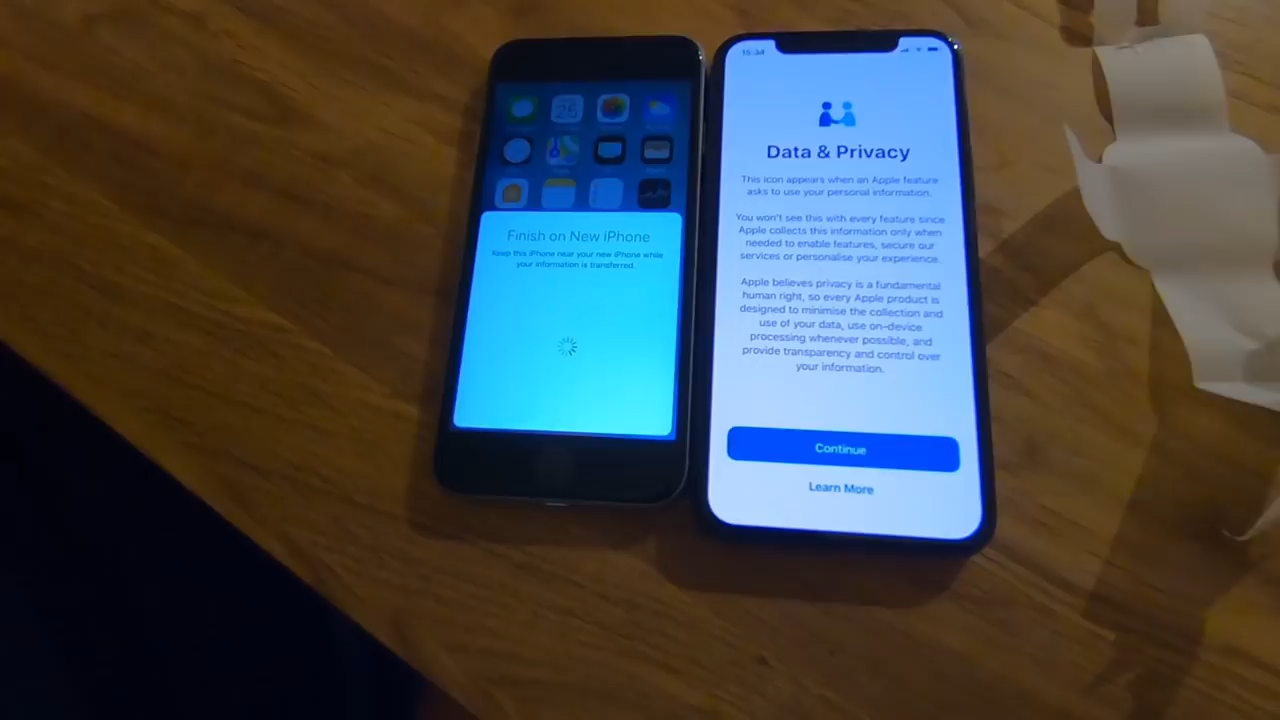 25
Finish on New iPhone
Keep this iPhone near your new iPhone while
your information is transferred.
15:34
Data & Privacy
This icon appears when an Apple feature
asks to use your personal information.
You won't see this with every feature since
Apple collects this information only when
needed to enable features, secure our
services or personalise your experience.
Apple believes privacy is a fundamental
human right, so every Apple product is
designed to minimise the collection and
use of your data, use on-device
processing whenever possible, and
provide transparency and control over
your information.
Continue
Learn More